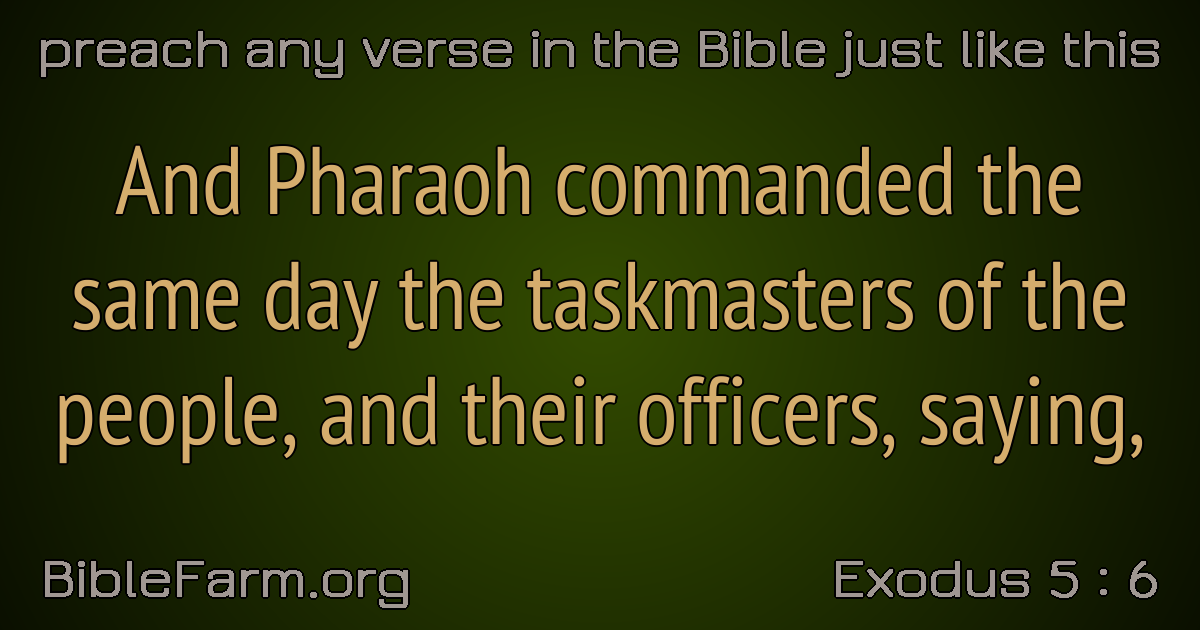 preach any verse in the Bible just like this
And Pharaoh commanded the
same day the taskmasters of the
people, and their officers, saying,
BibleFarm.org
Exodus 5 : 6